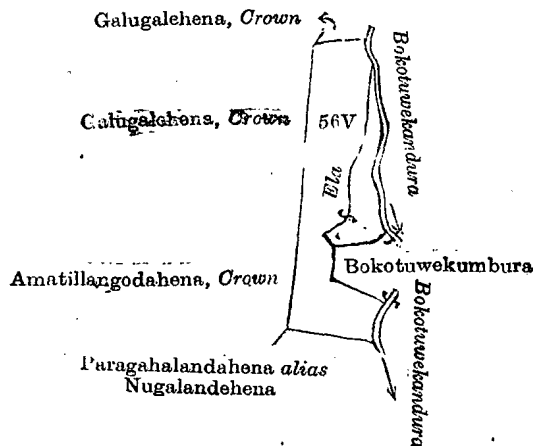 Galugalehena, Crown
Bokotuwekandura
Galugalehena, Crown
56V
Ela
Bokotuwekumbura
Amatillangodahena, Crown
Bokotuwekandura
Paragahalandahena alias
Nugalandehena